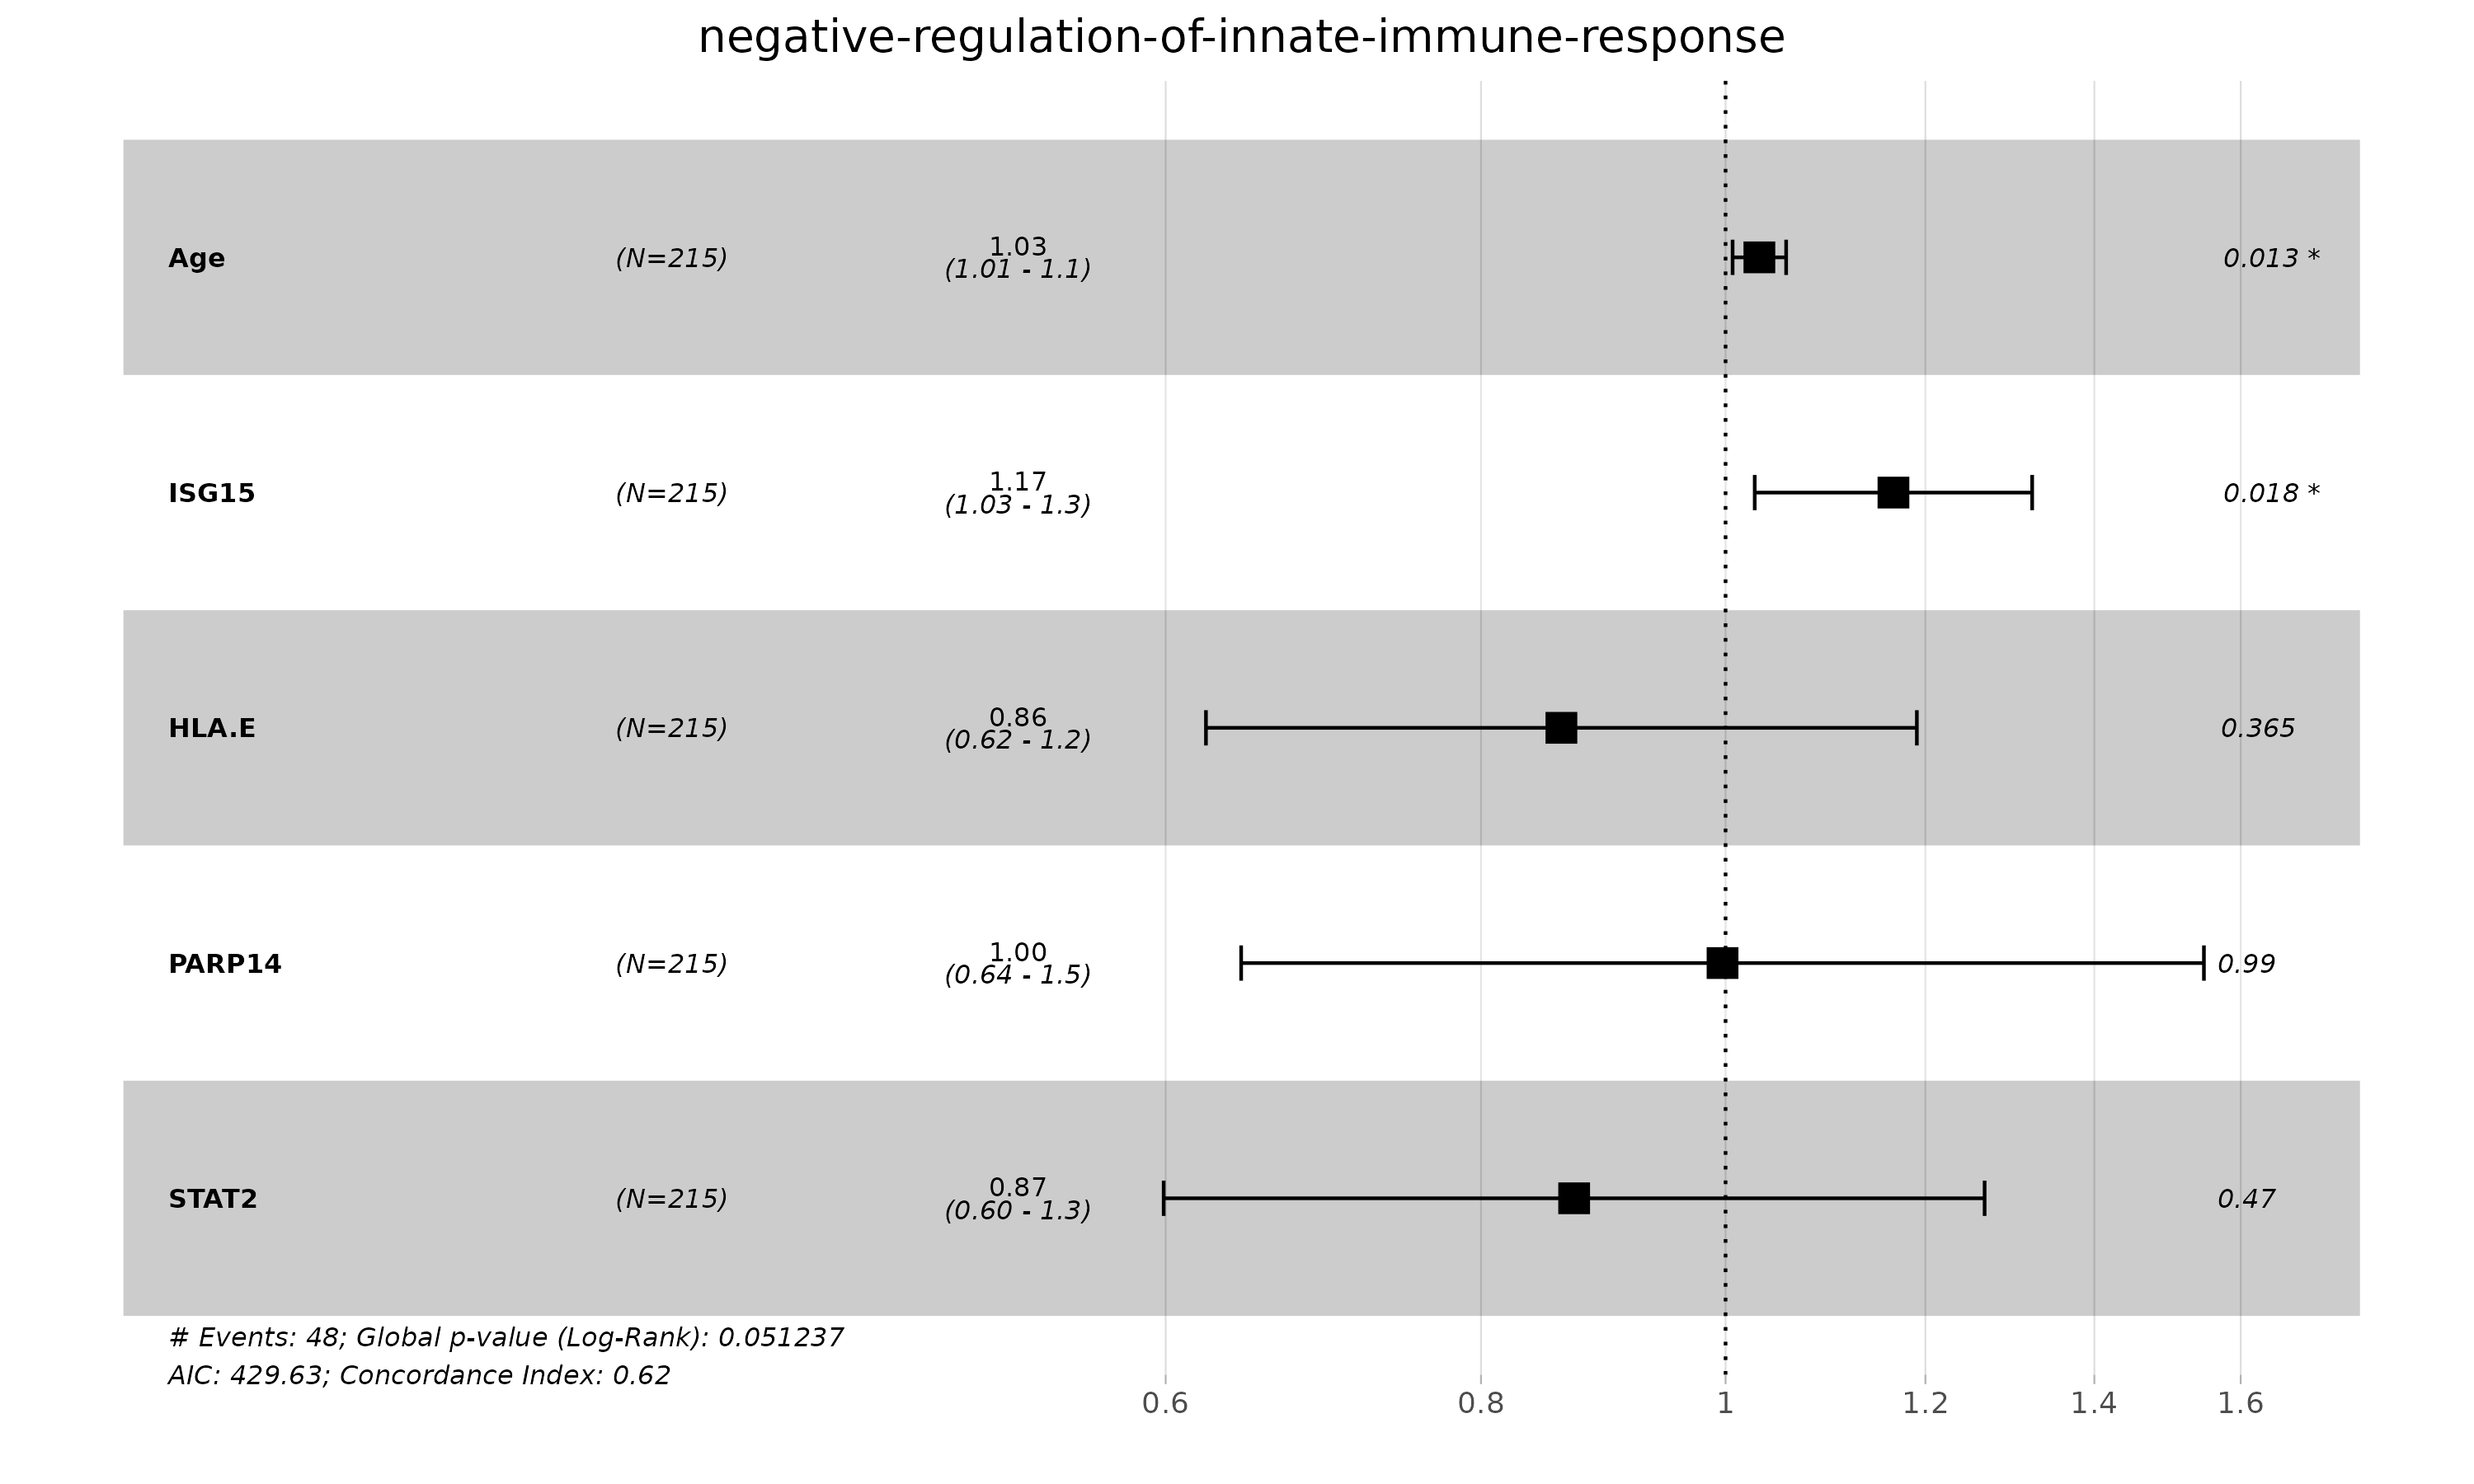 negative-regulation-of-innate-immune-response
Age (N=215) 1.03 0.013 *
(1.01 - 1.1)
ISG15 (N=215) 1.17 0.018 *
(1.03 - 1.3)
HLA.E (N=215) 0.86 0.365
(0.62 - 1.2)
PARP14 (N=215) 1.00 0.99
(0.64 - 1.5)
STAT2 (N=215) 0.87 0.47
(0.60 - 1.3)
# Events: 48; Global p-value (Log-Rank): 0.051237
AIC: 429.63; Concordance Index: 0.62
0.6 0.8 1 1.2 1.4 1.6